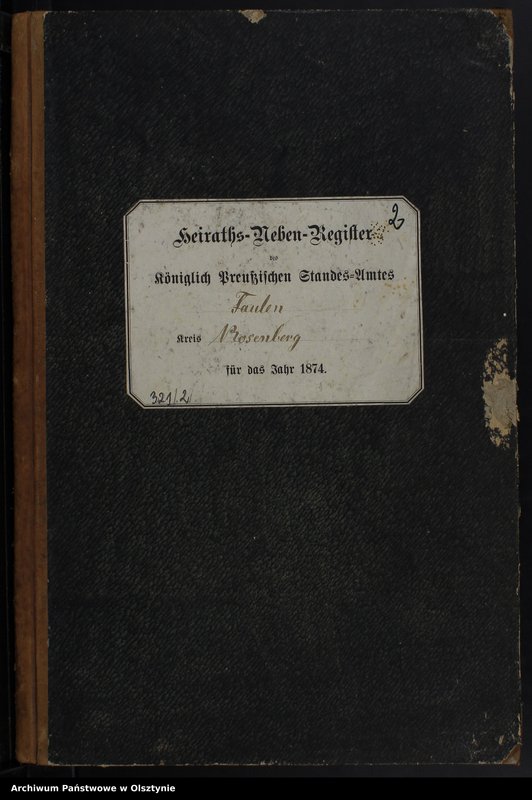 2
Heiraths-Neben-Register
des
Königlich Preußischen Standes-Amtes
Faulen
Kreis Rosenberg
für das Jahr 1874.
321/2
Archiwum Państwowe w Olsztynie